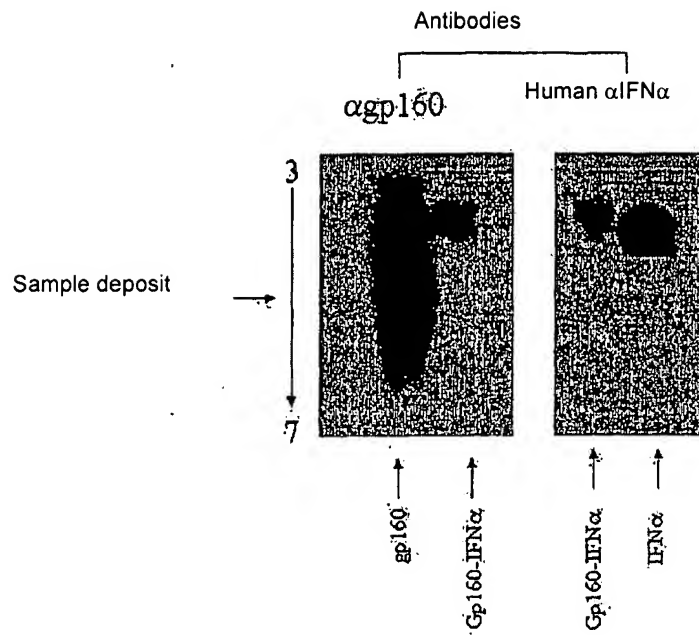 Antibodies
αgp160
Human αIFNα
3
Sample deposit
7
gp160
Gp160-IFNα
Gp160-IFNα
IFNα